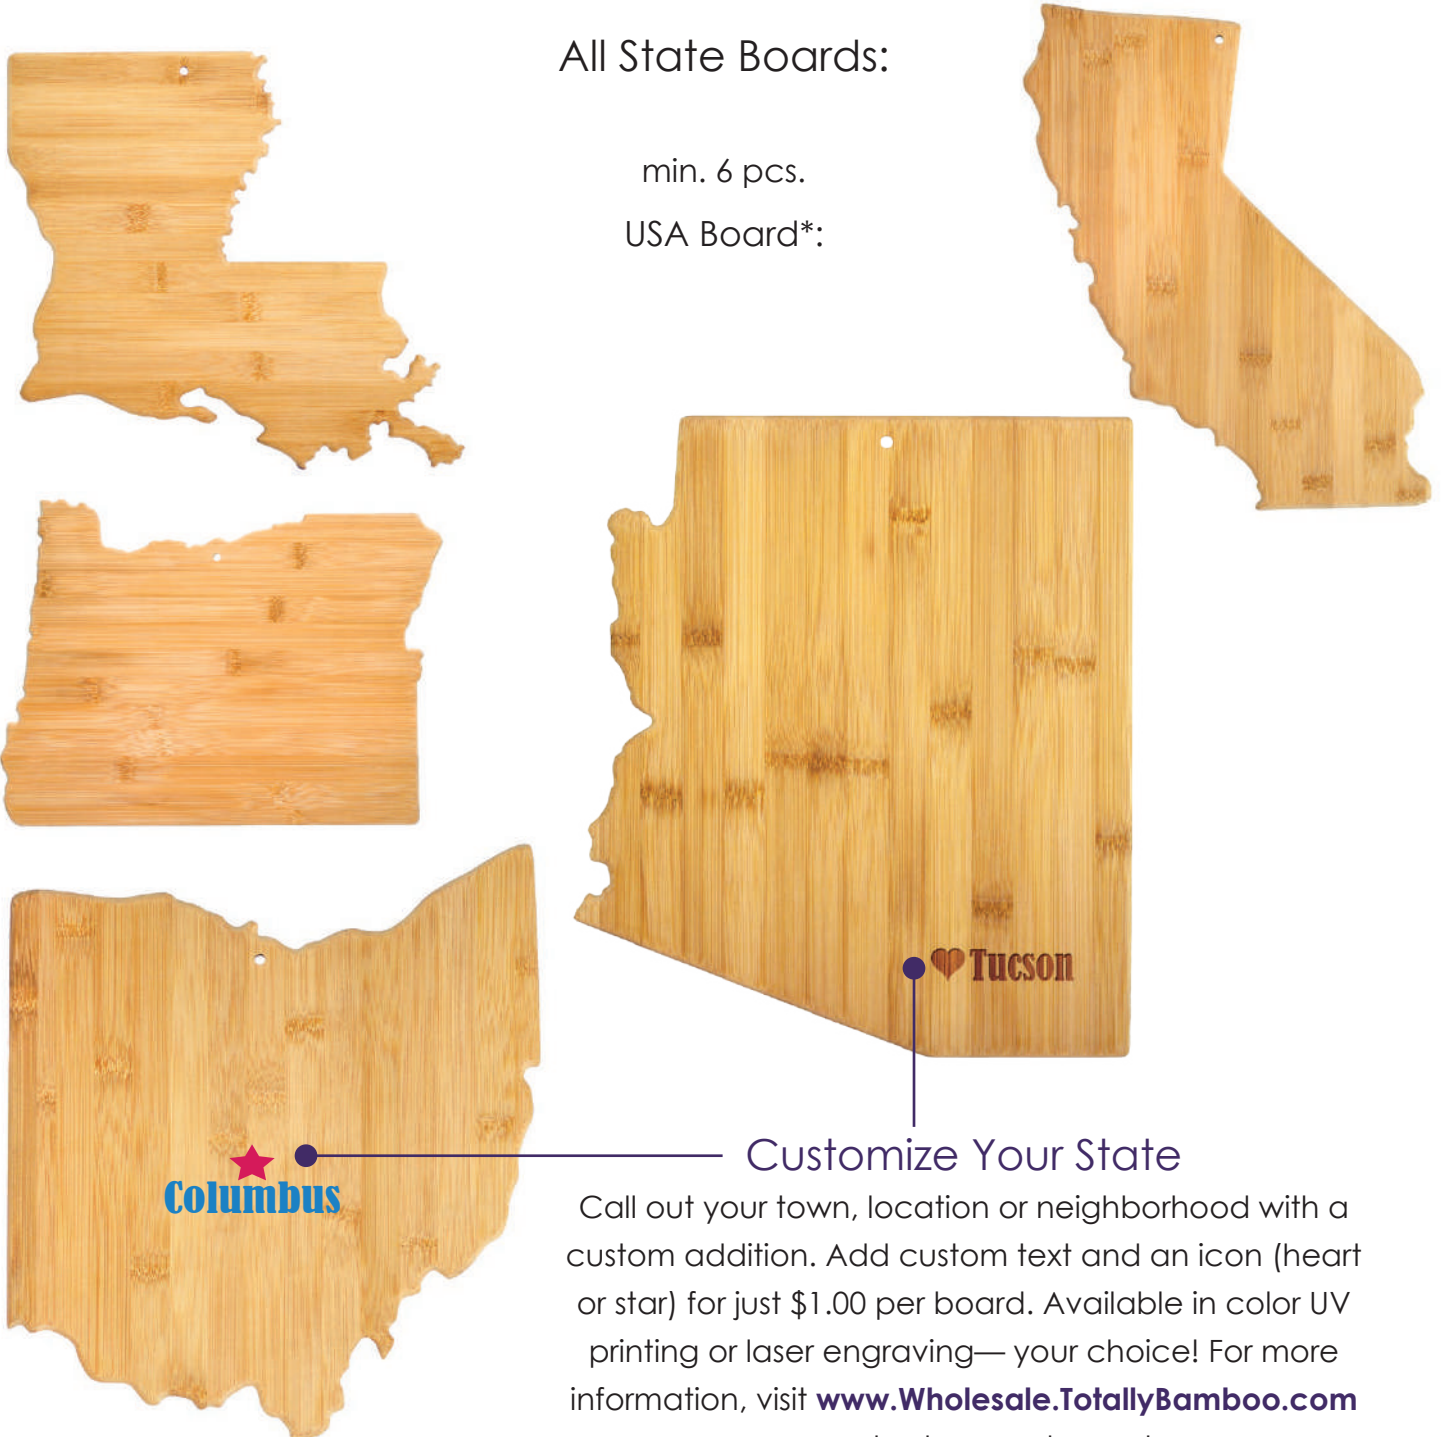 All State Boards:
min. 6 pcs.
USA Board*:
Tucson
Columbus
Customize Your State
Call out your town, location or neighborhood with a
custom addition. Add custom text and an icon (heart
or star) for just $1.00 per board. Available in color UV
printing or laser engraving— your choice! For more
information, visit www.Wholesale.TotallyBamboo.com